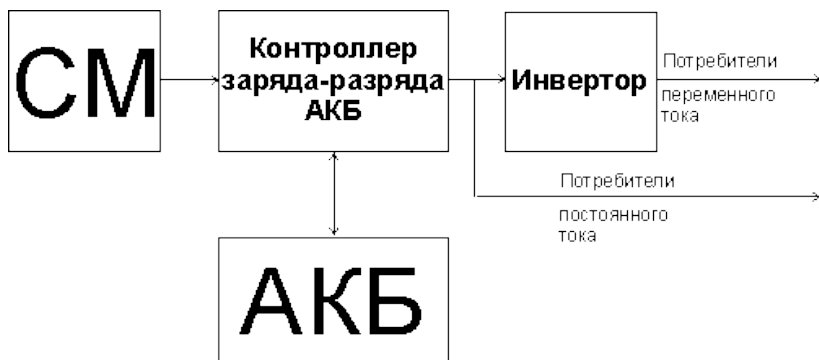 СМ
Контроллер
заряда-разряда
АКБ
Инвертор
Потребители
переменного
тока
Потребители
постоянного
тока
АКБ